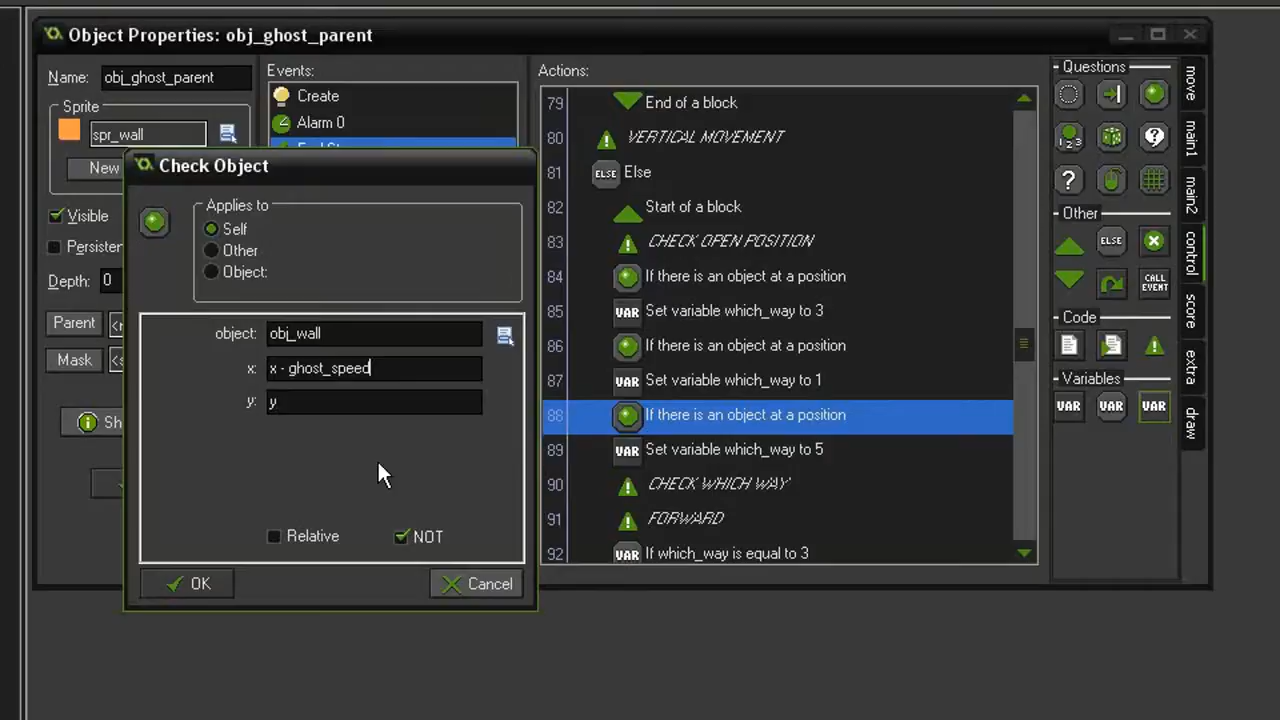 Object Properties: obj_ghost_parent
Name: obj_ghost_parent
Sprite
spr_wall
New
Visible
Persisten
Depth: 0
Parent
Mask
Sh
Events:
Create
Alarm 0
Check Object
Applies to
Self
Other
Object:
object: obj_wall
x: x - ghost_speed
y: y
Relative
NOT
OK
Cancel
Actions:
79 End of a block
80 VERTICAL MOVEMENT
81 ELSE Else
82 Start of a block
83 CHECK OPEN POSITION
84 If there is an object at a position
85 VAR Set variable which_way to 3
86 If there is an object at a position
87 VAR Set variable which_way to 1
88 If there is an object at a position
89 VAR Set variable which_way to 5
90 CHECK WHICH WAY'
91 FORWARD
92 VAR If which_way is equal to 3
Questions
1 2 3
?
?
Other
ELSE
CALL EVENT
Code
Variables
VAR VAR VAR
move
main1
main2
control
score
extra
draw